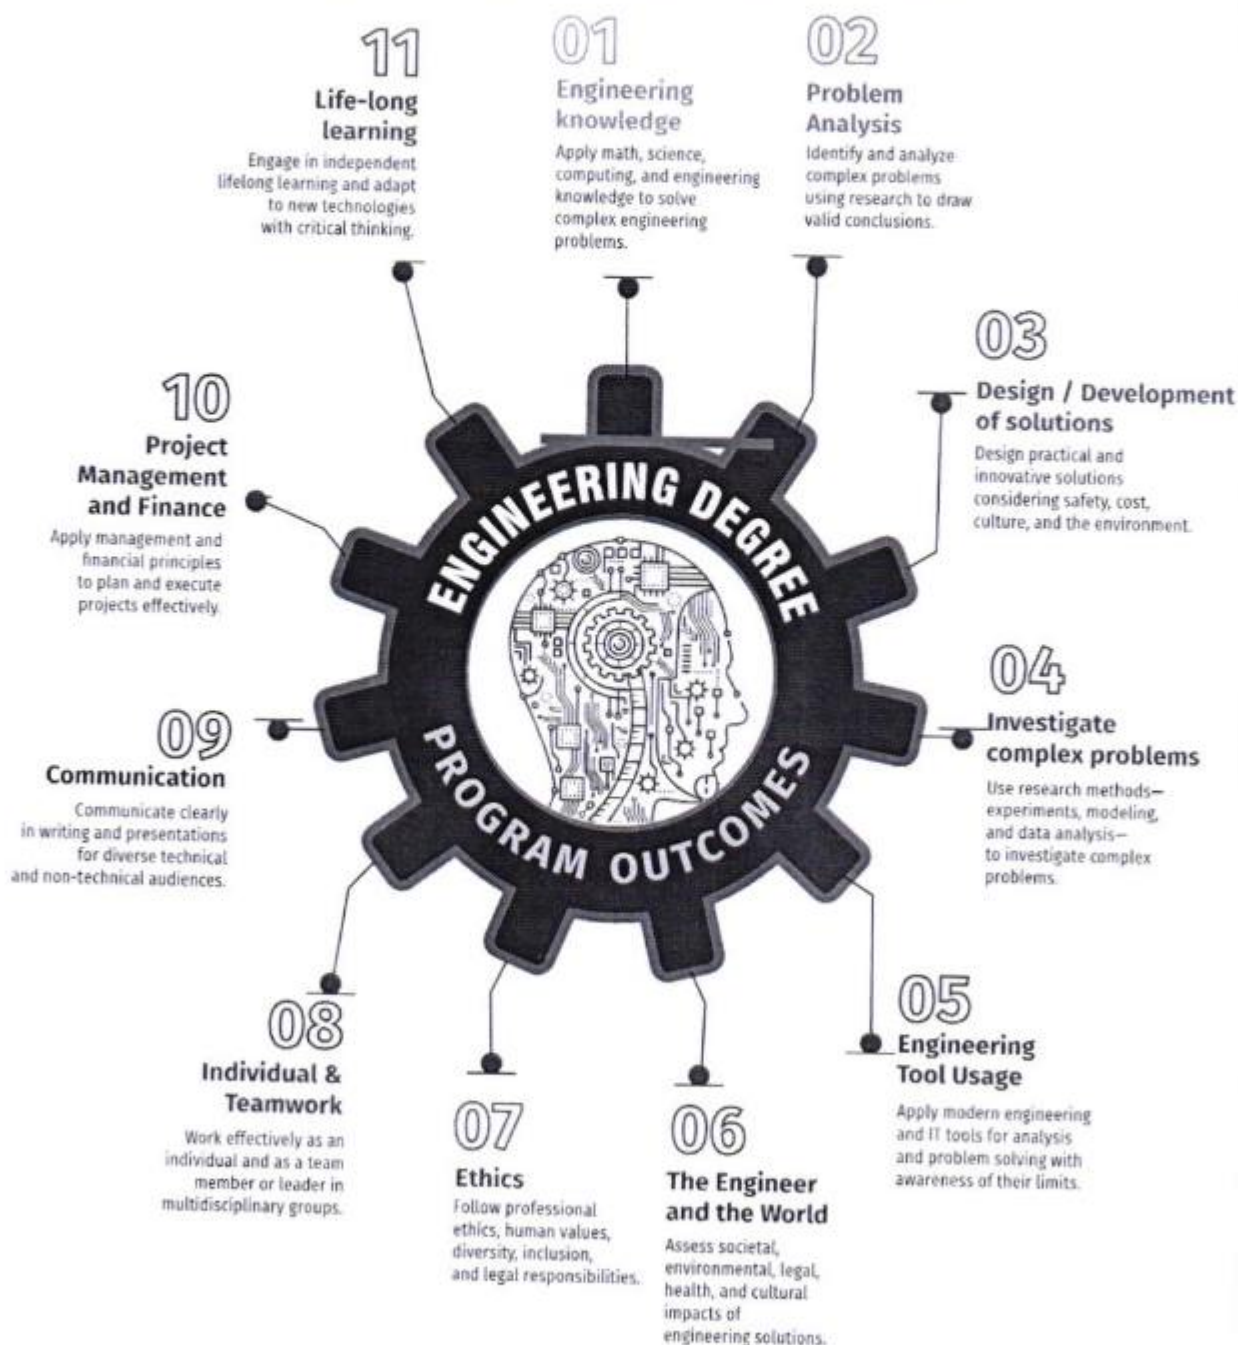 11
Life-long
learning
Engage in independent
lifelong learning and adapt
to new technologies
with critical thinking.
01
Engineering
knowledge
Apply math, science,
computing, and engineering
knowledge to solve
complex engineering
problems.
02
Problem
Analysis
Identify and analyze
complex problems
using research to draw
valid conclusions.
03
Design / Development
of solutions
Design practical and
innovative solutions
considering safety, cost,
culture, and the environment.
10
Project
Management
and Finance
Apply management and
financial principles
to plan and execute
projects effectively.
ENGINEERING DEGREE
PROGRAM OUTCOMES
04
Investigate
complex problems
Use research methods—
experiments, modeling,
and data analysis—
to investigate complex
problems.
09
Communication
Communicate clearly
in writing and presentations
for diverse technical
and non-technical audiences.
05
Engineering
Tool Usage
Apply modern engineering
and IT tools for analysis
and problem solving with
awareness of their limits.
08
Individual &
Teamwork
Work effectively as an
individual and as a team
member or leader in
multidisciplinary groups.
07
Ethics
Follow professional
ethics, human values,
diversity, inclusion,
and legal responsibilities.
06
The Engineer
and the World
Assess societal,
environmental, legal,
health, and cultural
impacts of
engineering solutions.